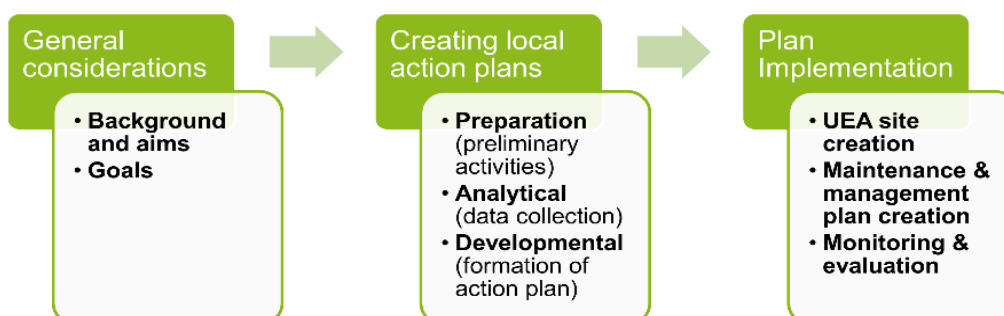 General
considerations
• Background
and aims
• Goals
Creating local
action plans
• Preparation
(preliminary
activities)
• Analytical
(data collection)
• Developmental
(formation of
action plan)
Plan
Implementation
• UEA site
creation
• Maintenance &
management
plan creation
• Monitoring &
evaluation